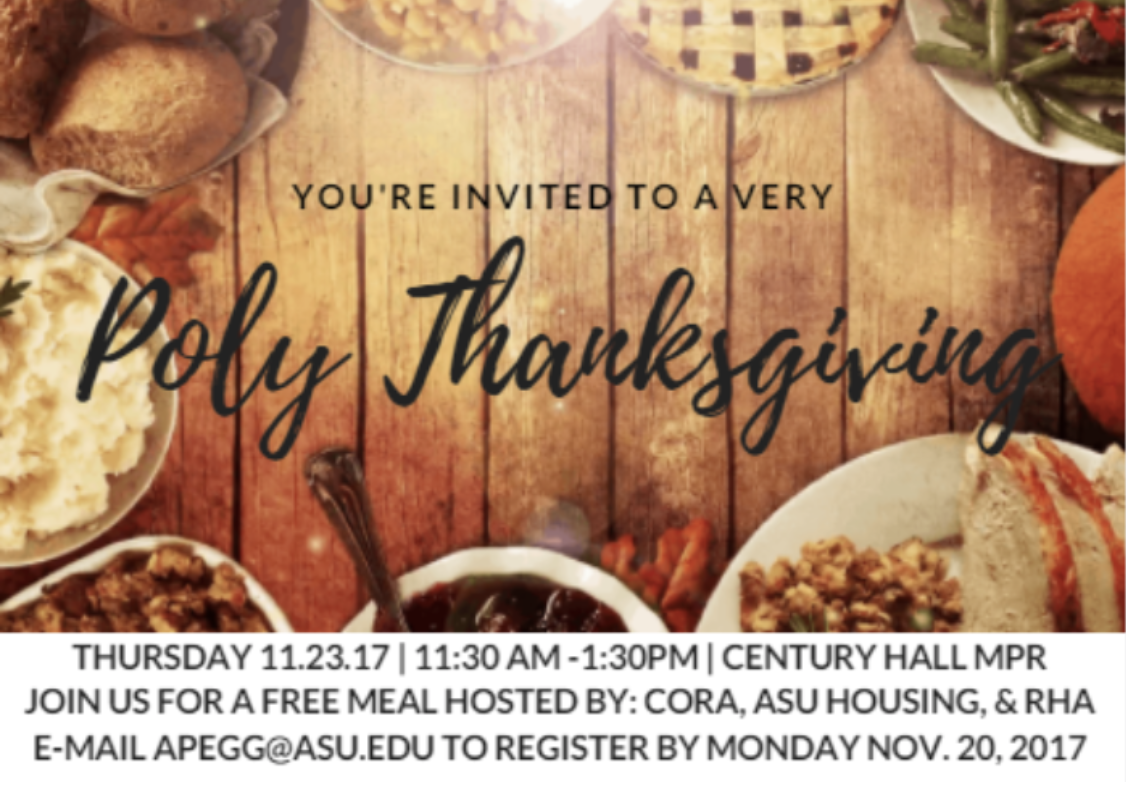 YOU'RE INVITED TO A VERY
Poly Thanksgiving
THURSDAY 11.23.17 | 11:30 AM -1:30PM | CENTURY HALL MPR
JOIN US FOR A FREE MEAL HOSTED BY: CORA, ASU HOUSING, & RHA
E-MAIL APEGG@ASU.EDU TO REGISTER BY MONDAY NOV. 20, 2017